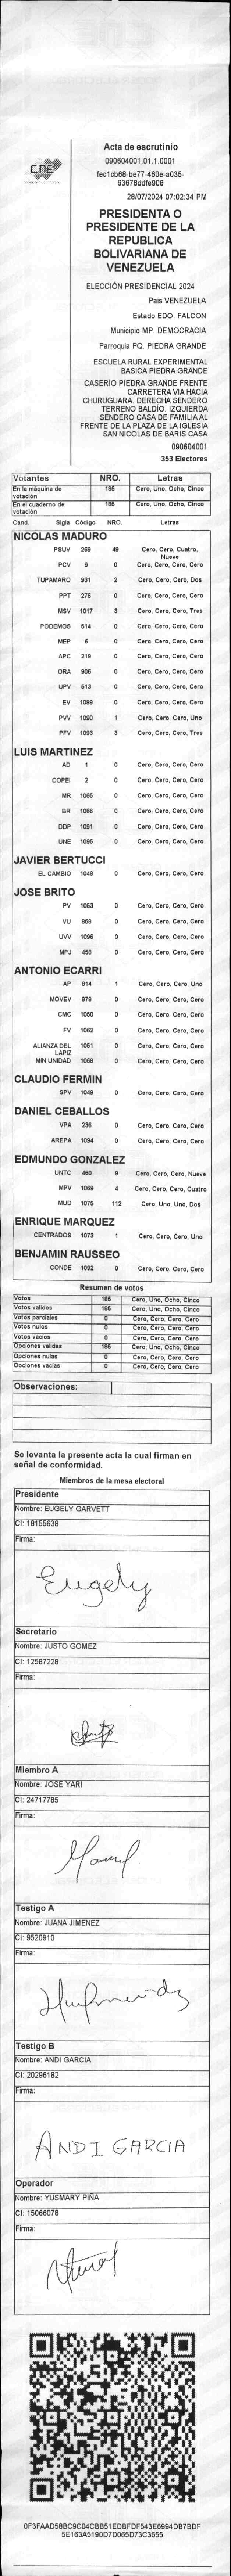 CNE
Acta de escrutinio
090604001.01.1.0001
fec1cb68-be77-460e-a035-
63678ddfe906
28/07/2024 07:02:34 PM
PRESIDENTA O
PRESIDENTE DE LA
REPUBLICA
BOLIVARIANA DE
VENEZUELA
ELECCIÓN PRESIDENCIAL 2024
Pais VENEZUELA
Estado EDO. FALCON
Municipio MP. DEMOCRACIA
Parroquia PQ. PIEDRA GRANDE
ESCUELA RURAL EXPERIMENTAL
BASICA PIEDRA GRANDE
CASERIO PIEDRA GRANDE FRENTE
CARRETERA VIA HACIA
CHURUGUARA. DERECHA SENDERO
TERRENO BALDÍO. IZQUIERDA
SENDERO CASA DE FAMILIA AL
FRENTE DE LA PLAZA DE LA IGLESIA
SAN NICOLAS DE BARIS CASA
090604001
353 Electores
Votantes NRO. Letras
En la máquina de votación 185 Cero, Uno, Ocho, Cinco
En el cuaderno de votación 185 Cero, Uno, Ocho, Cinco
Cand. Sigla Código NRO. Letras
NICOLAS MADURO
PSUV 269 49 Cero, Cero, Cuatro, Nueve
PCV 9 0 Cero, Cero, Cero, Cero
TUPAMARO 931 2 Cero, Cero, Cero, Dos
PPT 276 0 Cero, Cero, Cero, Cero
MSV 1017 3 Cero, Cero, Cero, Tres
PODEMOS 514 0 Cero, Cero, Cero, Cero
MEP 6 0 Cero, Cero, Cero, Cero
APC 219 0 Cero, Cero, Cero, Cero
ORA 906 0 Cero, Cero, Cero, Cero
UPV 513 0 Cero, Cero, Cero, Cero
EV 1089 0 Cero, Cero, Cero, Cero
PVV 1090 1 Cero, Cero, Cero, Uno
PFV 1093 3 Cero, Cero, Cero, Tres
LUIS MARTINEZ
AD 1 0 Cero, Cero, Cero, Cero
COPEI 2 0 Cero, Cero, Cero, Cero
MR 1065 0 Cero, Cero, Cero, Cero
BR 1066 0 Cero, Cero, Cero, Cero
DDP 1091 0 Cero, Cero, Cero, Cero
UNE 1095 0 Cero, Cero, Cero, Cero
JAVIER BERTUCCI
EL CAMBIO 1048 0 Cero, Cero, Cero, Cero
JOSE BRITO
PV 1053 0 Cero, Cero, Cero, Cero
VU 868 0 Cero, Cero, Cero, Cero
UVV 1096 0 Cero, Cero, Cero, Cero
MPJ 458 0 Cero, Cero, Cero, Cero
ANTONIO ECARRI
AP 814 1 Cero, Cero, Cero, Uno
MOVEV 878 0 Cero, Cero, Cero, Cero
CMC 1050 0 Cero, Cero, Cero, Cero
FV 1062 0 Cero, Cero, Cero, Cero
ALIANZA DEL LAPIZ 1051 0 Cero, Cero, Cero, Cero
MIN UNIDAD 1056 0 Cero, Cero, Cero, Cero
CLAUDIO FERMIN
SPV 1049 0 Cero, Cero, Cero, Cero
DANIEL CEBALLOS
VPA 236 0 Cero, Cero, Cero, Cero
AREPA 1094 0 Cero, Cero, Cero, Cero
EDMUNDO GONZALEZ
UNTC 460 9 Cero, Cero, Cero, Nueve
MPV 1069 4 Cero, Cero, Cero, Cuatro
MUD 1075 112 Cero, Uno, Uno, Dos
ENRIQUE MARQUEZ
CENTRADOS 1073 1 Cero, Cero, Cero, Uno
BENJAMIN RAUSSEO
CONDE 1092 0 Cero, Cero, Cero, Cero
Resumen de votos
Votos 185 Cero, Uno, Ocho, Cinco
Votos validos 185 Cero, Uno, Ocho, Cinco
Votos parciales 0 Cero, Cero, Cero, Cero
Votos nulos 0 Cero, Cero, Cero, Cero
Votos vacios 0 Cero, Cero, Cero, Cero
Opciones validas 185 Cero, Uno, Ocho, Cinco
Opciones nulas 0 Cero, Cero, Cero, Cero
Opciones vacias 0 Cero, Cero, Cero, Cero
Observaciones:
Se levanta la presente acta la cual firman en
señal de conformidad.
Miembros de la mesa electoral
Presidente
Nombre: EUGELY GARVETT
CI: 18155638
Firma:
Eugely
Secretario
Nombre: JUSTO GOMEZ
CI: 12587228
Firma:
Miembro A
Nombre: JOSE YARI
CI: 24717785
Firma:
Testigo A
Nombre: JUANA JIMENEZ
CI: 9520910
Firma:
Testigo B
Nombre: ANDI GARCIA
CI: 20296182
Firma:
ANDI GARCIA
Operador
Nombre: YUSMARY PIÑA
CI: 15066078
Firma:
0F3FAAD58BC9C04CBB51EDBFDF543E6994DB7BDF
5E163A5190D7D065D73C3655